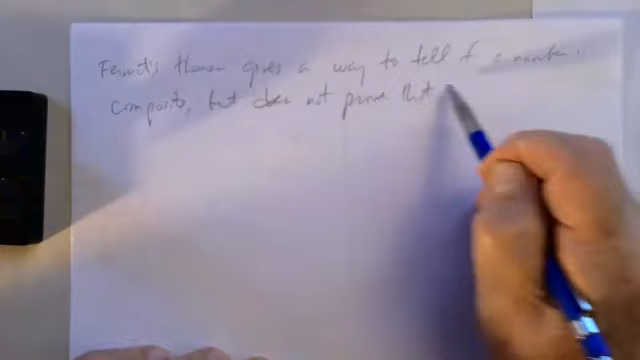 Fermat's Theorem gives a way to tell if a number is
composite, but does not prove that